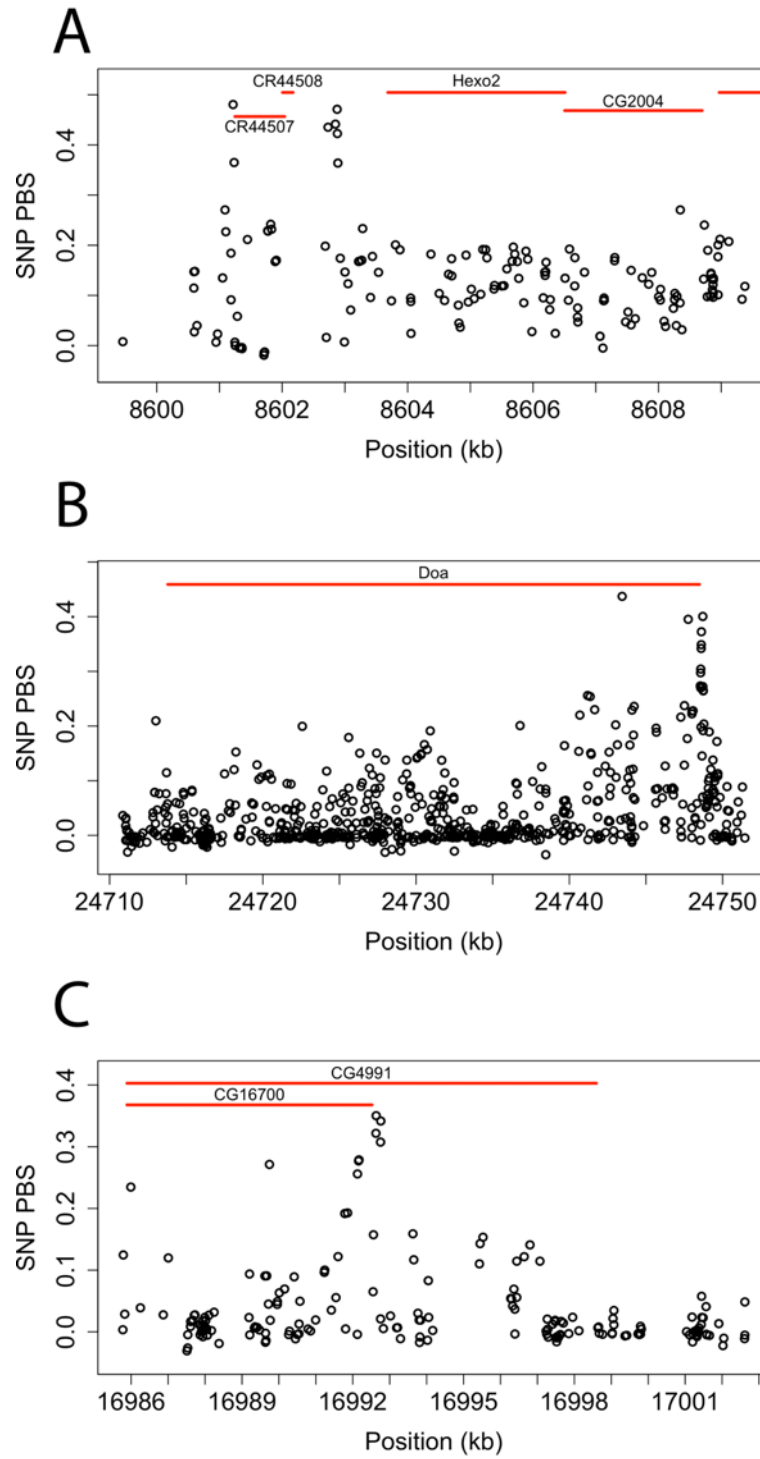 A
CR44508
Hexo2
CG2004
CR44507
SNP PBS
0.0
0.2
0.4
8600
8602
8604
8606
8608
Position (kb)
B
Doa
SNP PBS
0.0
0.2
0.4
24710
24720
24730
24740
24750
Position (kb)
C
CG4991
CG16700
SNP PBS
0.0
0.1
0.2
0.3
0.4
16986
16989
16992
16995
16998
17001
Position (kb)